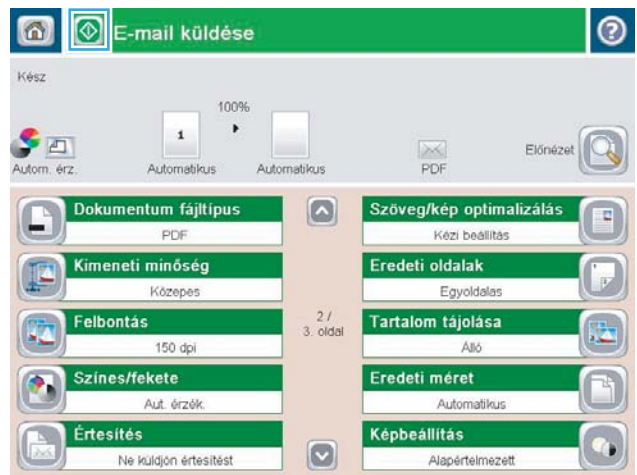 E-mail küldése
Kész
100%
1
Autom. érz.
Automatikus
Automatikus
PDF
Előnézet
Dokumentum fájltípus
PDF
Szöveg/kép optimalizálás
Kézi beállítás
Kimeneti minőség
Közepes
Eredeti oldalak
Egyoldalas
Felbontás
150 dpi
2 /
3. oldal
Tartalom tájolása
Álló
Színes/fekete
Aut. érzék.
Eredeti méret
Automatikus
Értesítés
Ne küldjön értesítést
Képbeállítás
Alapértelmezett